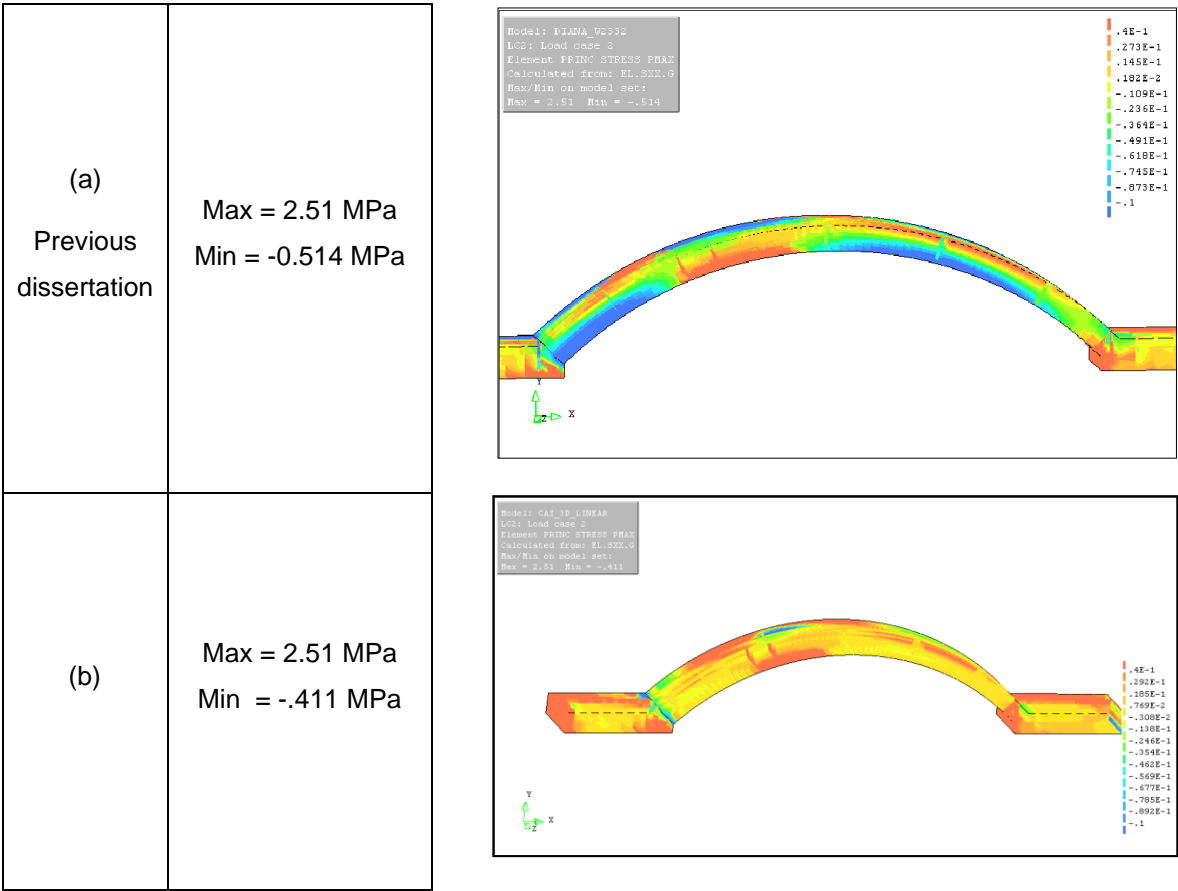 (a)
Previous
dissertation
Max = 2.51 MPa
Min = -0.514 MPa
Model: DIANA_W2332
LC2: Load case 2
Element PRINC STRESS PMAX
Calculated from: EL.SXX.G
Max/Min on model set:
Max = 2.51 Min = -.514
.4E-1
.273E-1
.145E-1
.182E-2
-.109E-1
-.236E-1
-.364E-1
-.491E-1
-.618E-1
-.745E-1
-.873E-1
-.1
Y
Z X
(b)
Max = 2.51 MPa
Min = -.411 MPa
Model: CAI_3D_LINEAR
LC2: Load case 2
Element PRINC STRESS PMAX
Calculated from: EL.SXX.G
Max/Min on model set:
Max = 2.51 Min = -.411
.4E-1
.292E-1
.185E-1
.769E-2
-.308E-2
-.138E-1
-.246E-1
-.354E-1
-.462E-1
-.569E-1
-.677E-1
-.785E-1
-.892E-1
-.1
Y
Z X